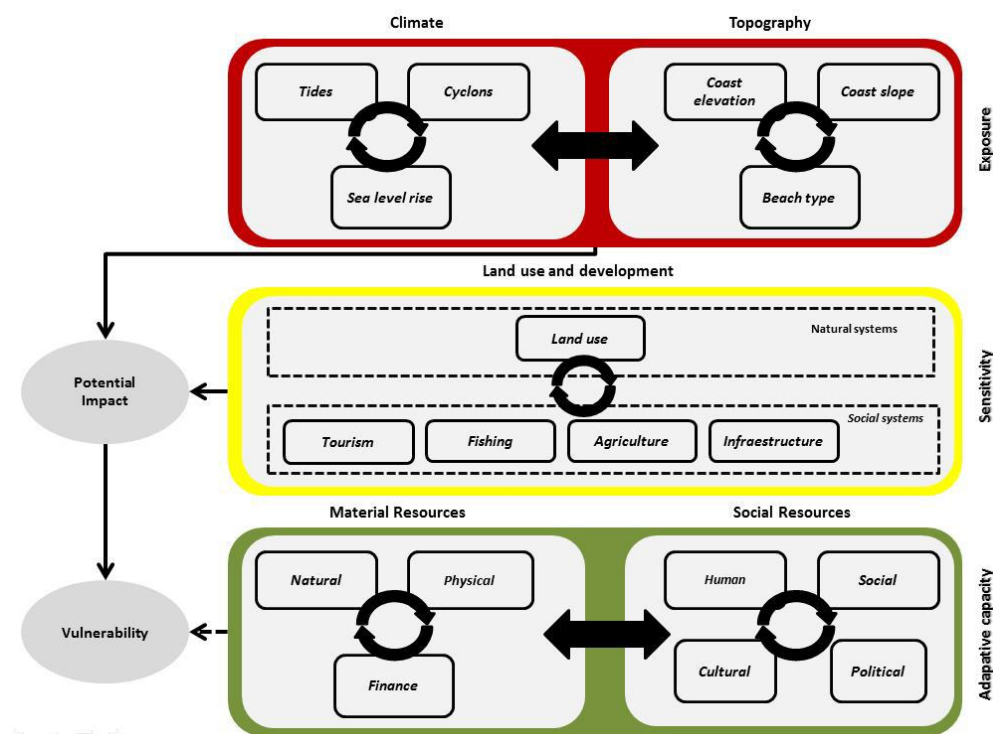 Climate
Topography
Tides
Cyclons
Sea level rise
Coast
elevation
Coast slope
Beach type
Exposure
Land use and development
Natural systems
Land use
Social systems
Tourism
Fishing
Agriculture
Infraestructure
Sensitivity
Potential
Impact
Material Resources
Social Resources
Natural
Physical
Finance
Human
Social
Cultural
Political
Adapative capacity
Vulnerability